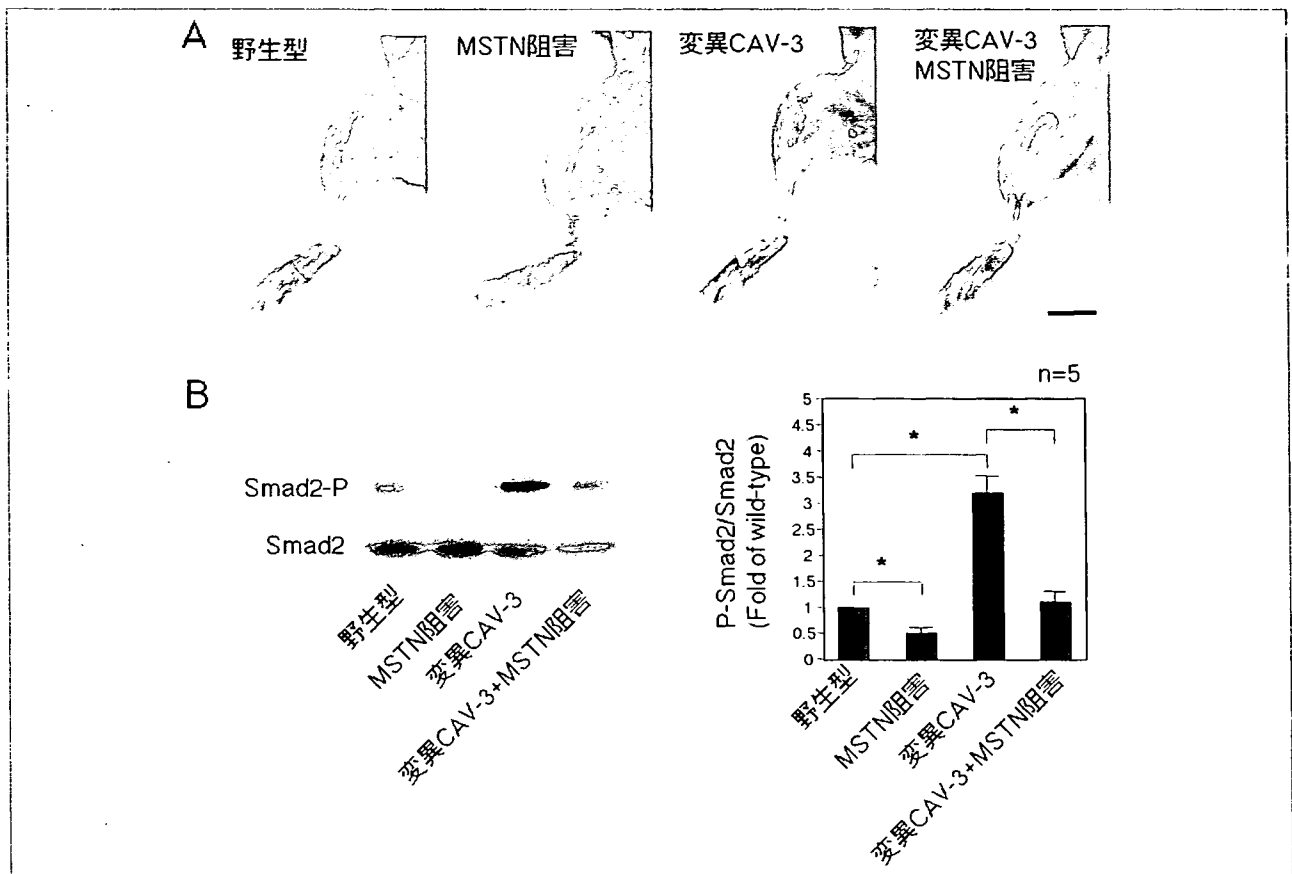 A
野生型
MSTN阻害
変異CAV-3
変異CAV-3
MSTN阻害
B
Smad2-P
Smad2
野生型
MSTN阻害
変異CAV-3
変異CAV-3+MSTN阻害
n=5
P-Smad2/Smad2
(Fold of wild-type)
5
4.5
4
3.5
3
2.5
2
1.5
1
0.5
0
*
*
*
野生型
MSTN阻害
変異CAV-3
変異CAV-3+MSTN阻害